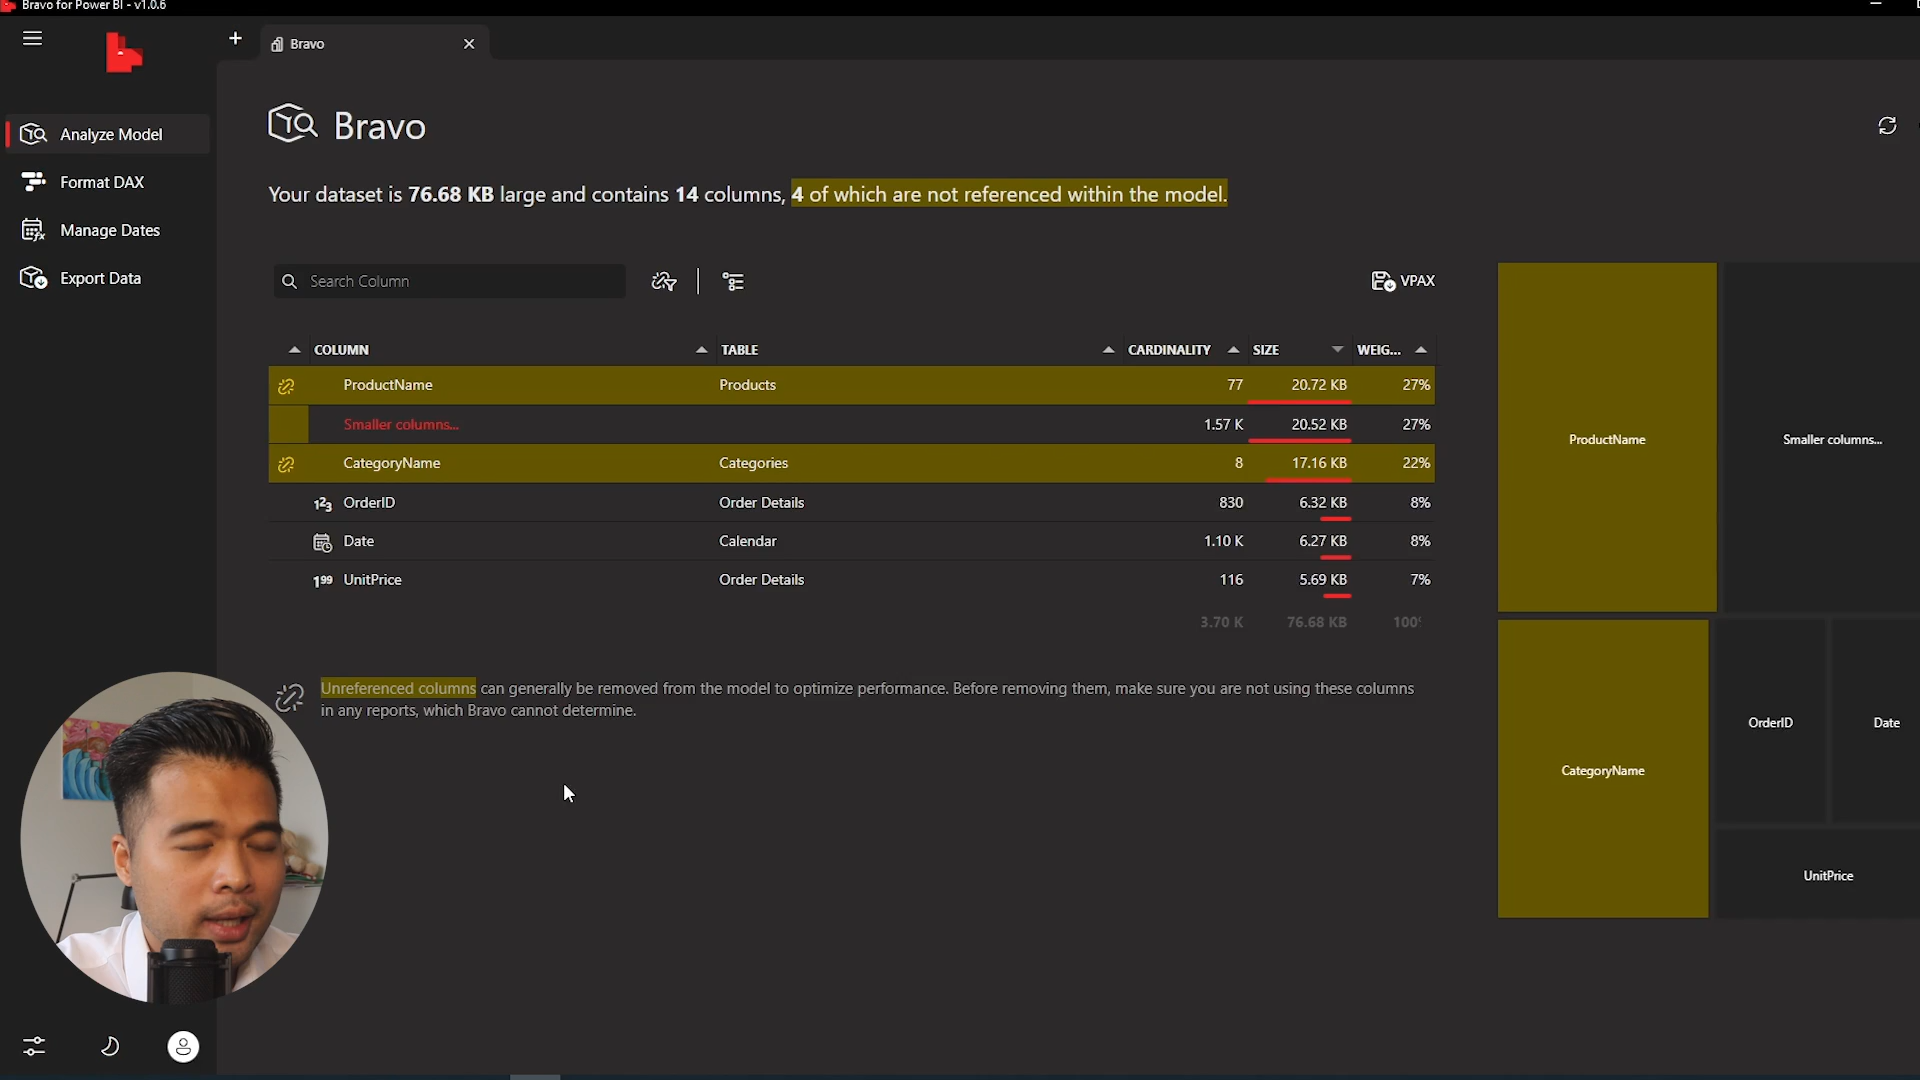 Bravo for Power BI - v1.0.6
Bravo
Analyze Model
Format DAX
Manage Dates
Export Data
Bravo
Your dataset is 76.68 KB large and contains 14 columns, 4 of which are not referenced within the model.
Search Column
VPAX
COLUMN TABLE CARDINALITY SIZE WEIG...
ProductName Products 77 20.72 KB 27%
Smaller columns... 1.57 K 20.52 KB 27%
CategoryName Categories 8 17.16 KB 22%
123 OrderID Order Details 830 6.32 KB 8%
Date Calendar 1.10 K 6.27 KB 8%
199 UnitPrice Order Details 116 5.69 KB 7%
3.70 K 76.68 KB 100
Unreferenced columns can generally be removed from the model to optimize performance. Before removing them, make sure you are not using these columns
in any reports, which Bravo cannot determine.
ProductName
Smaller columns...
CategoryName
OrderID
Date
UnitPrice